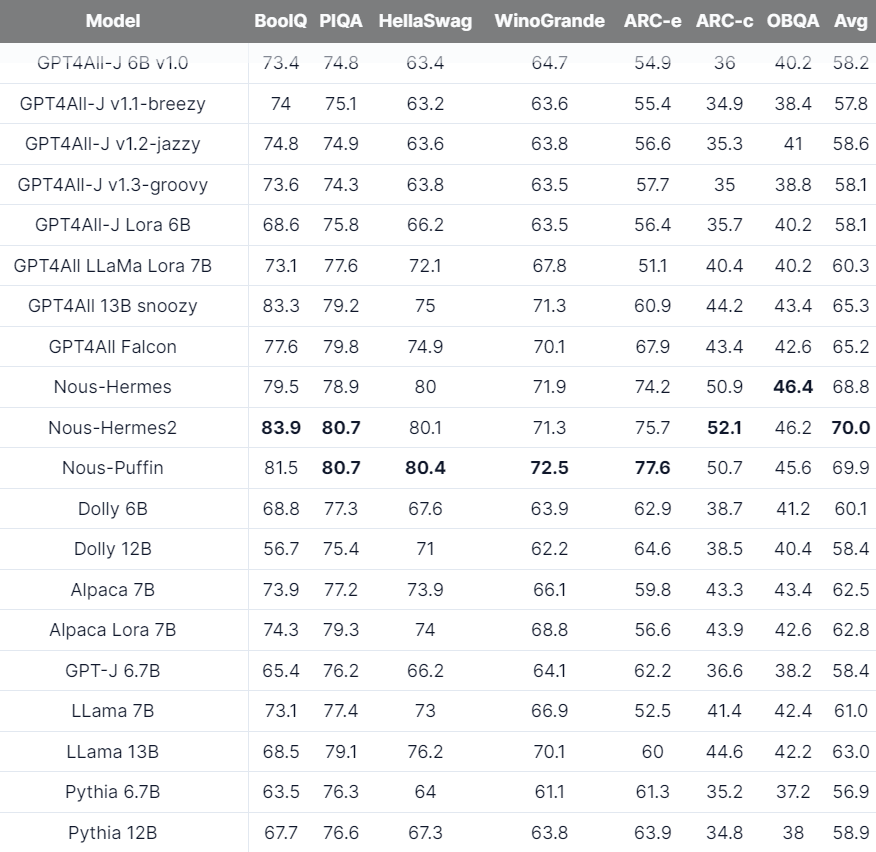 Model BoolQ PIQA HellaSwag WinoGrande ARC-e ARC-c OBQA Avg
GPT4All-J 6B v1.0 73.4 74.8 63.4 64.7 54.9 36 40.2 58.2
GPT4All-J v1.1-breezy 74 75.1 63.2 63.6 55.4 34.9 38.4 57.8
GPT4All-J v1.2-jazzy 74.8 74.9 63.6 63.8 56.6 35.3 41 58.6
GPT4All-J v1.3-groovy 73.6 74.3 63.8 63.5 57.7 35 38.8 58.1
GPT4All-J Lora 6B 68.6 75.8 66.2 63.5 56.4 35.7 40.2 58.1
GPT4All LLaMa Lora 7B 73.1 77.6 72.1 67.8 51.1 40.4 40.2 60.3
GPT4All 13B snoozy 83.3 79.2 75 71.3 60.9 44.2 43.4 65.3
GPT4All Falcon 77.6 79.8 74.9 70.1 67.9 43.4 42.6 65.2
Nous-Hermes 79.5 78.9 80 71.9 74.2 50.9 46.4 68.8
Nous-Hermes2 83.9 80.7 80.1 71.3 75.7 52.1 46.2 70.0
Nous-Puffin 81.5 80.7 80.4 72.5 77.6 50.7 45.6 69.9
Dolly 6B 68.8 77.3 67.6 63.9 62.9 38.7 41.2 60.1
Dolly 12B 56.7 75.4 71 62.2 64.6 38.5 40.4 58.4
Alpaca 7B 73.9 77.2 73.9 66.1 59.8 43.3 43.4 62.5
Alpaca Lora 7B 74.3 79.3 74 68.8 56.6 43.9 42.6 62.8
GPT-J 6.7B 65.4 76.2 66.2 64.1 62.2 36.6 38.2 58.4
LLama 7B 73.1 77.4 73 66.9 52.5 41.4 42.4 61.0
LLama 13B 68.5 79.1 76.2 70.1 60 44.6 42.2 63.0
Pythia 6.7B 63.5 76.3 64 61.1 61.3 35.2 37.2 56.9
Pythia 12B 67.7 76.6 67.3 63.8 63.9 34.8 38 58.9